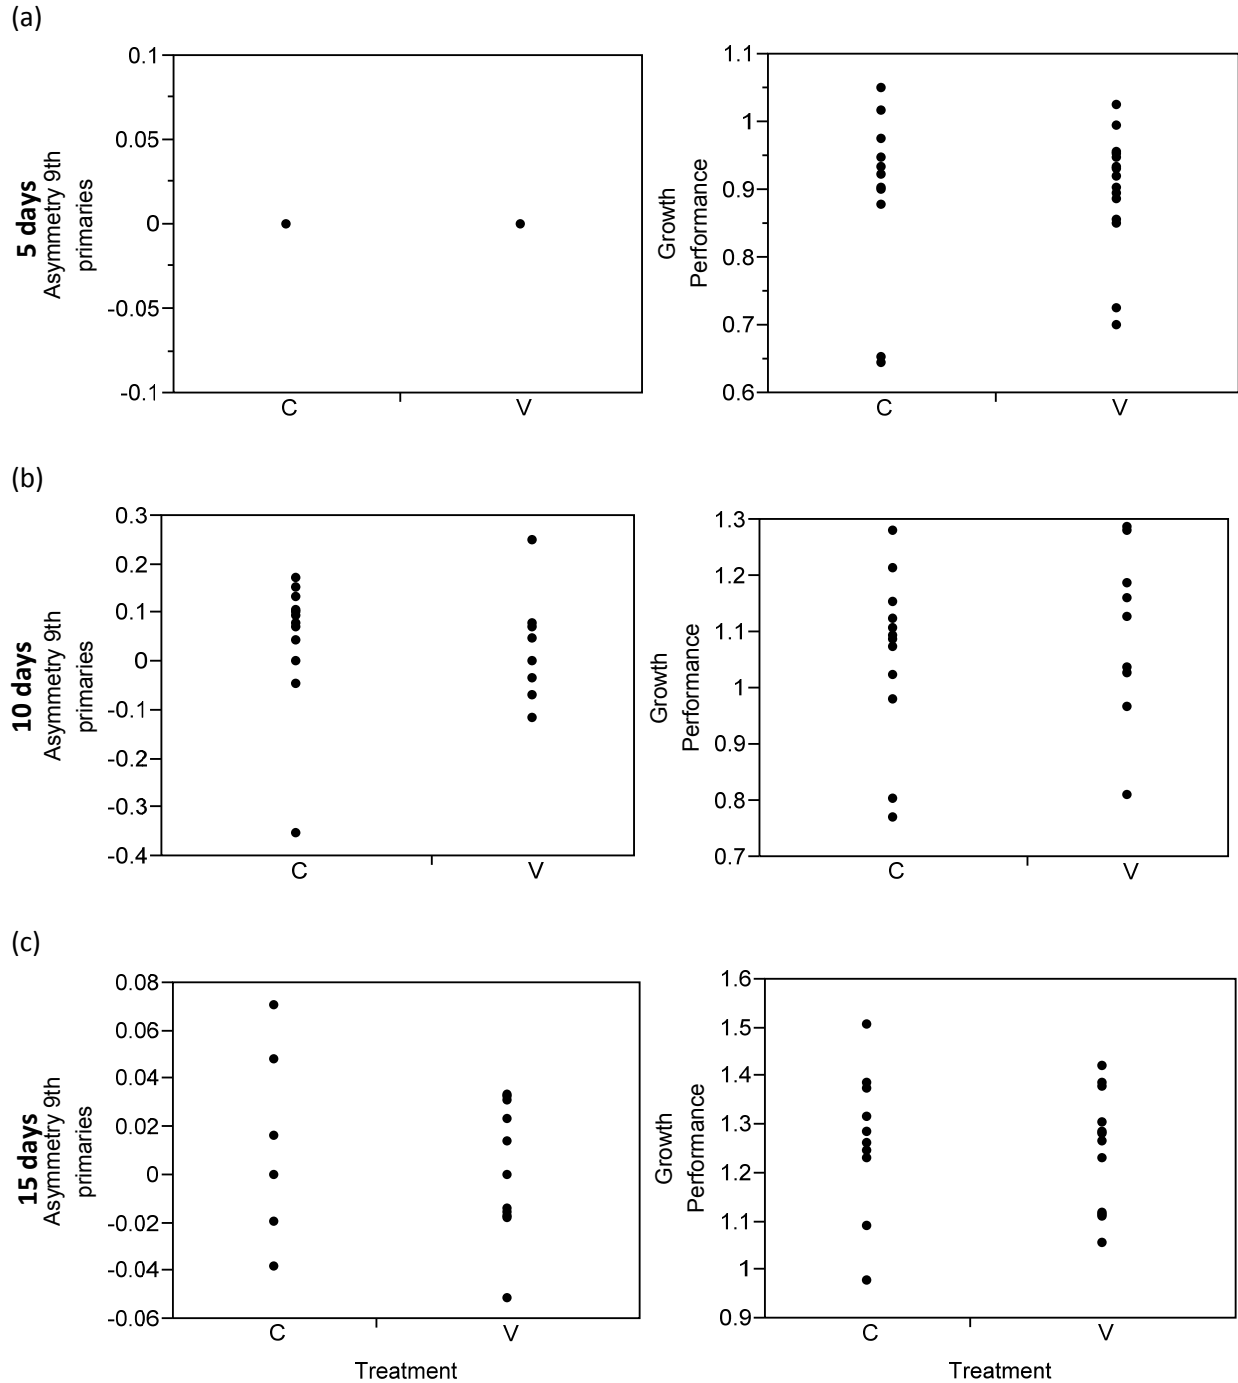 (a)
5 days
Asymmetry 9th
primaries
0.1
0.05
0
-0.05
-0.1
C
V
Growth
Performance
1.1
1
0.9
0.8
0.7
0.6
C
V
(b)
10 days
Asymmetry 9th
primaries
0.3
0.2
0.1
0
-0.1
-0.2
-0.3
-0.4
C
V
Growth
Performance
1.3
1.2
1.1
1
0.9
0.8
0.7
C
V
(c)
15 days
Asymmetry 9th
primaries
0.08
0.06
0.04
0.02
0
-0.02
-0.04
-0.06
C
V
Treatment
Growth
Performance
1.6
1.5
1.4
1.3
1.2
1.1
1
0.9
C
V
Treatment